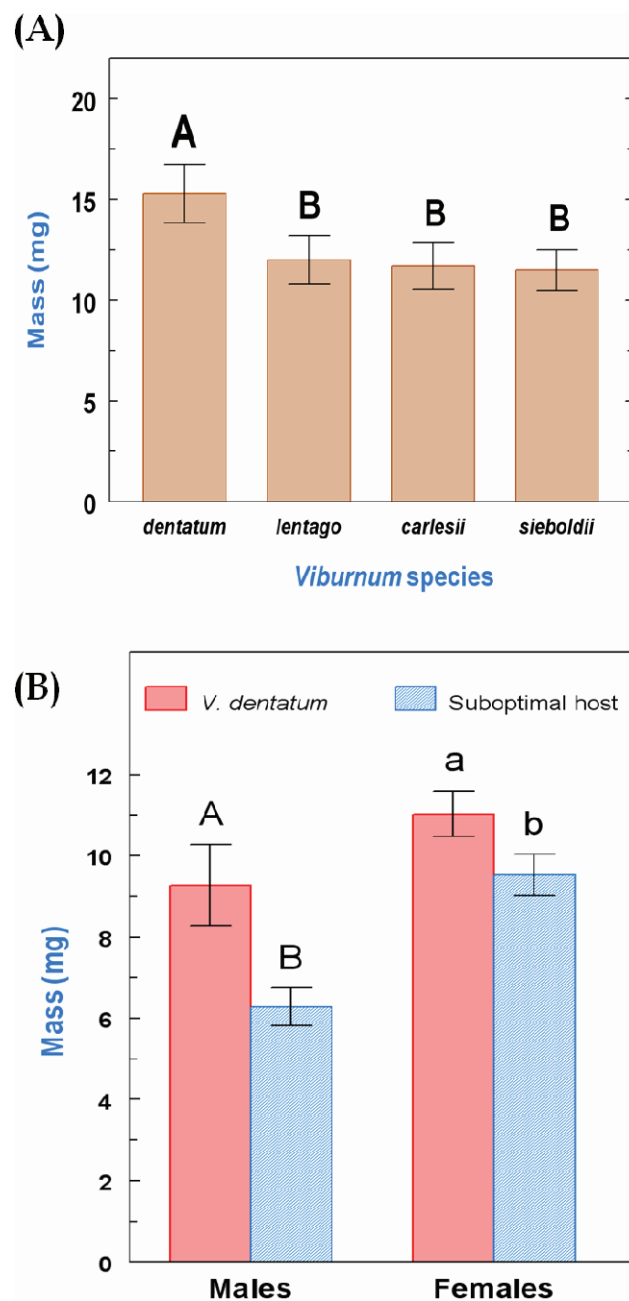 (A)
20
15
10
5
0
Mass (mg)
A
B
B
B
dentatum lentago carlesii sieboldii
Viburnum species
(B)
V. dentatum Suboptimal host
12
10
8
6
4
2
0
Mass (mg)
A
B
a
b
Males Females